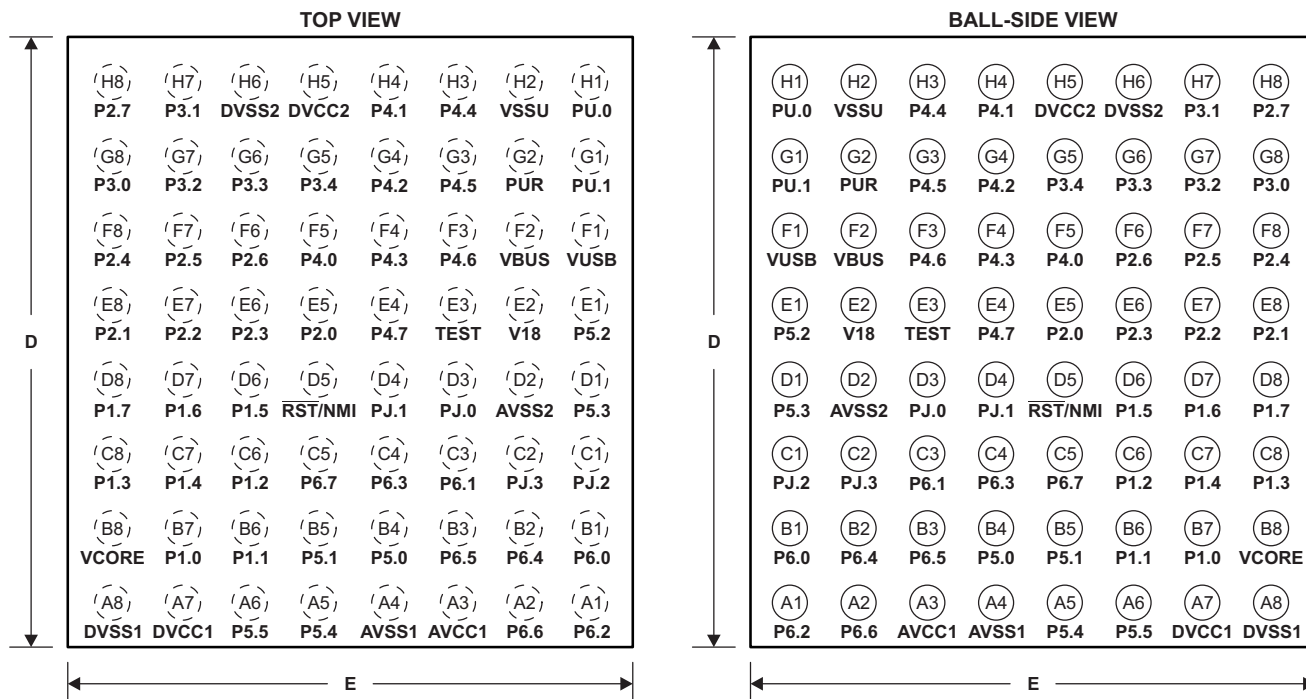 TOP VIEW
H8 H7 H6 H5 H4 H3 H2 H1
P2.7 P3.1 DVSS2 DVCC2 P4.1 P4.4 VSSU PU.0
G8 G7 G6 G5 G4 G3 G2 G1
P3.0 P3.2 P3.3 P3.4 P4.2 P4.5 PUR PU.1
F8 F7 F6 F5 F4 F3 F2 F1
P2.4 P2.5 P2.6 P4.0 P4.3 P4.6 VBUS VUSB
E8 E7 E6 E5 E4 E3 E2 E1
P2.1 P2.2 P2.3 P2.0 P4.7 TEST V18 P5.2
D
D8 D7 D6 D5 D4 D3 D2 D1
P1.7 P1.6 P1.5 RST/NMI PJ.1 PJ.0 AVSS2 P5.3
C8 C7 C6 C5 C4 C3 C2 C1
P1.3 P1.4 P1.2 P6.7 P6.3 P6.1 PJ.3 PJ.2
B8 B7 B6 B5 B4 B3 B2 B1
VCORE P1.0 P1.1 P5.1 P5.0 P6.5 P6.4 P6.0
A8 A7 A6 A5 A4 A3 A2 A1
DVSS1 DVCC1 P5.5 P5.4 AVSS1 AVCC1 P6.6 P6.2
E
BALL-SIDE VIEW
H1 H2 H3 H4 H5 H6 H7 H8
PU.0 VSSU P4.4 P4.1 DVCC2 DVSS2 P3.1 P2.7
G1 G2 G3 G4 G5 G6 G7 G8
PU.1 PUR P4.5 P4.2 P3.4 P3.3 P3.2 P3.0
F1 F2 F3 F4 F5 F6 F7 F8
VUSB VBUS P4.6 P4.3 P4.0 P2.6 P2.5 P2.4
E1 E2 E3 E4 E5 E6 E7 E8
P5.2 V18 TEST P4.7 P2.0 P2.3 P2.2 P2.1
D
D1 D2 D3 D4 D5 D6 D7 D8
P5.3 AVSS2 PJ.0 PJ.1 RST/NMI P1.5 P1.6 P1.7
C1 C2 C3 C4 C5 C6 C7 C8
PJ.2 PJ.3 P6.1 P6.3 P6.7 P1.2 P1.4 P1.3
B1 B2 B3 B4 B5 B6 B7 B8
P6.0 P6.4 P6.5 P5.0 P5.1 P1.1 P1.0 VCORE
A1 A2 A3 A4 A5 A6 A7 A8
P6.2 P6.6 AVCC1 AVSS1 P5.4 P5.5 DVCC1 DVSS1
E